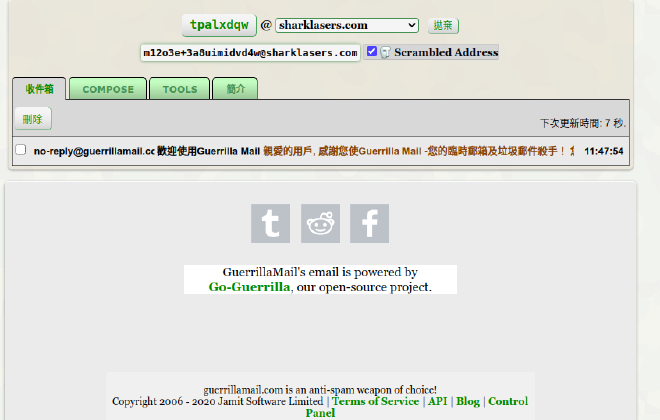 tpalxdqw @ sharklasers.com 拋棄
m12o3e+3a8uimidvd4w@sharklasers.com Scrambled Address
收件箱 COMPOSE TOOLS 簡介
刪除
下次更新時間: 7 秒.
no-reply@guerrillamail.cc 歡迎使用Guerrilla Mail 親愛的用戶, 感謝您使Guerrilla Mail -您的臨時郵箱及垃圾郵件殺手！ 11:47:54
GuerrillaMail's email is powered by
Go-Guerrilla, our open-source project.
guerrillamail.com is an anti-spam weapon of choice!
Copyright 2006 - 2020 Jamit Software Limited | Terms of Service | API | Blog | Control
Panel